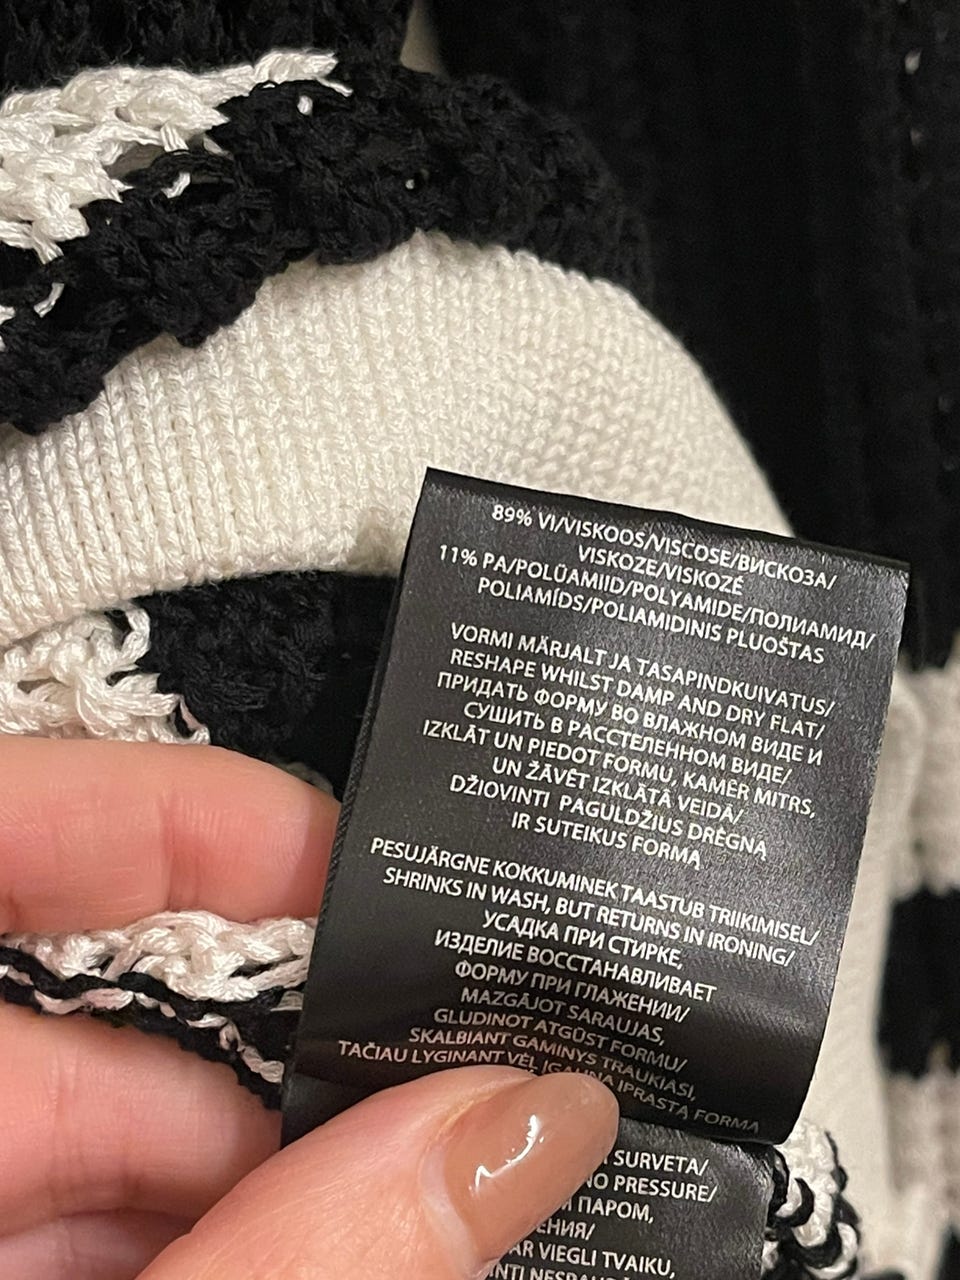 89% VI/VISKOOS/VISCOSE/ВИСКОЗА/
VISKOZE/VISKOZĖ
11% PA/POLÜAMIID/POLYAMIDE/ПОЛИАМИД/
POLIAMĪDS/POLIAMIDINIS PLUOŠTAS
VORMI MÄRJALT JA TASAPINDKUIVATUS/
RESHAPE WHILST DAMP AND DRY FLAT/
ПРИДАТЬ ФОРМУ ВО ВЛАЖНОМ ВИДЕ И
СУШИТЬ В РАССТЕЛЕННОМ ВИДЕ/
IZKLĀT UN PIEDOT FORMU, KAMĒR MITRS,
UN ŽĀVĒT IZKLĀTĀ VEIDĀ/
DŽIOVINTI PAGULDŽIUS DRĖGNĄ
IR SUTEIKUS FORMĄ
PESUJÄRGNE KOKKUMINEK TAASTUB TRIIKIMISEL/
SHRINKS IN WASH, BUT RETURNS IN IRONING/
УСАДКА ПРИ СТИРКЕ,
ИЗДЕЛИЕ ВОССТАНАВЛИВАЕТ
ФОРМУ ПРИ ГЛАЖЕНИИ/
MAZGĀJOT SARAUJAS,
GLUDINOT ATGŪST FORMU/
SKALBIANT GAMINYS TRAUKIASI,
TAČIAU LYGINANT VĖL ĮGAUNA ĮPRASTĄ FORMĄ
SURVETA/
NO PRESSURE/
ПАРОМ,
AR VIEGLI TVAIKU,